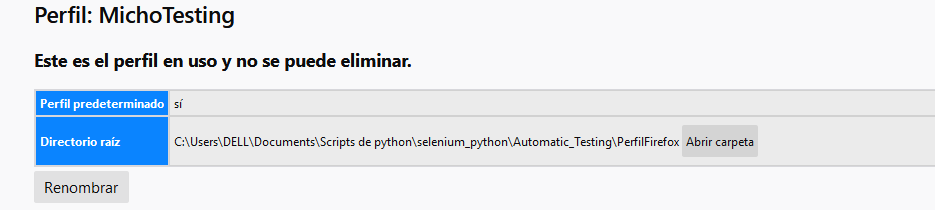 Perfil: MichoTesting
Este es el perfil en uso y no se puede eliminar.
Perfil predeterminado sí
Directorio raíz C:\Users\DELL\Documents\Scripts de python\selenium_python\Automatic_Testing\PerfilFirefox Abrir carpeta
Renombrar